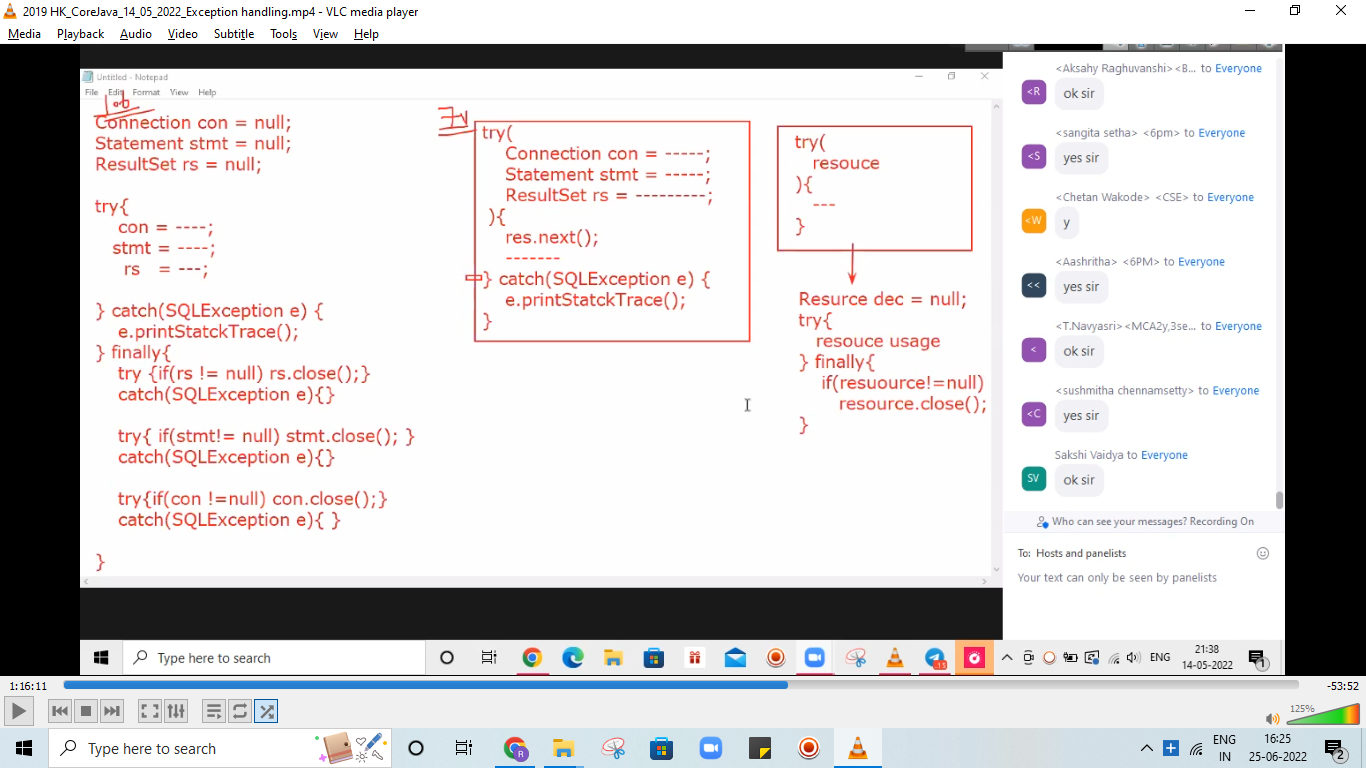 2019 HK_CoreJava_14_05_2022_Exception handling.mp4 - VLC media player
Media Playback Audio Video Subtitle Tools View Help
Untitled - Notepad
File Edit Format View Help
Job
Connection con = null;
Statement stmt = null;
ResultSet rs = null;
try{
con = ----;
stmt = ----;
rs = ---;
} catch(SQLException e) {
e.printStatckTrace();
} finally{
try {if(rs != null) rs.close();}
catch(SQLException e){}
try{ if(stmt!= null) stmt.close(); }
catch(SQLException e){}
try{if(con !=null) con.close();}
catch(SQLException e){ }
}
try(
Connection con = -----;
Statement stmt = -----;
ResultSet rs = ---------;
){
res.next();
-------
} catch(SQLException e) {
e.printStatckTrace();
}
try(
resouce
){
---
}
Resurce dec = null;
try{
resouce usage
} finally{
if(resuource!=null)
resource.close();
}
<Aksahy Raghuvanshi> <B... to Everyone
<R
ok sir
<sangita setha> <6pm> to Everyone
<S
yes sir
<Chetan Wakode> <CSE> to Everyone
<W
y
<Aashritha> <6PM> to Everyone
<<
yes sir
<T.Navyasri> <MCA2y,3se... to Everyone
<
ok sir
<sushmitha chennamsetty> to Everyone
<C
yes sir
Sakshi Vaidya to Everyone
SV
ok sir
Who can see your messages? Recording On
To: Hosts and panelists
Your text can only be seen by panelists
Type here to search
ENG
21:38
14-05-2022
1
1:16:11
-53:52
125%
Type here to search
R
ENG
IN
16:25
25-06-2022
2